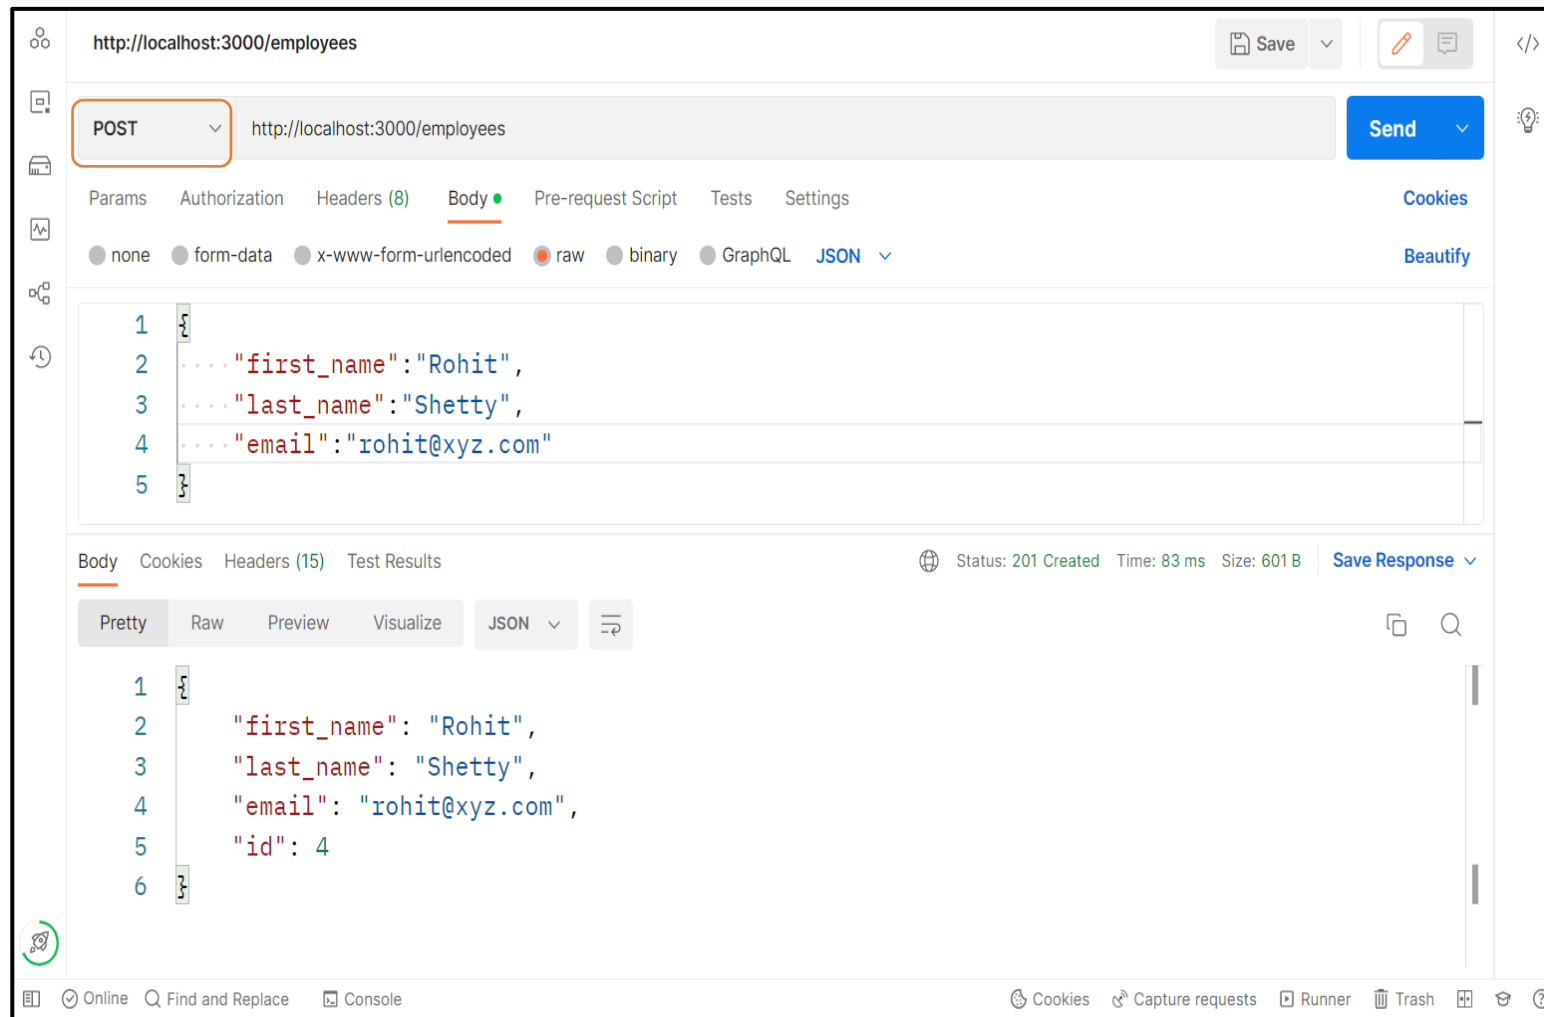 http://localhost:3000/employees Save
POST http://localhost:3000/employees Send
Params Authorization Headers (8) Body Pre-request Script Tests Settings Cookies
none form-data x-www-form-urlencoded raw binary GraphQL JSON Beautify
1 {
2 ····"first_name":"Rohit",
3 ····"last_name":"Shetty",
4 ····"email":"rohit@xyz.com"
5 }
Body Cookies Headers (15) Test Results Status: 201 Created Time: 83 ms Size: 601 B Save Response
Pretty Raw Preview Visualize JSON
1 {
2 "first_name": "Rohit",
3 "last_name": "Shetty",
4 "email": "rohit@xyz.com",
5 "id": 4
6 }
Online Find and Replace Console Cookies Capture requests Runner Trash